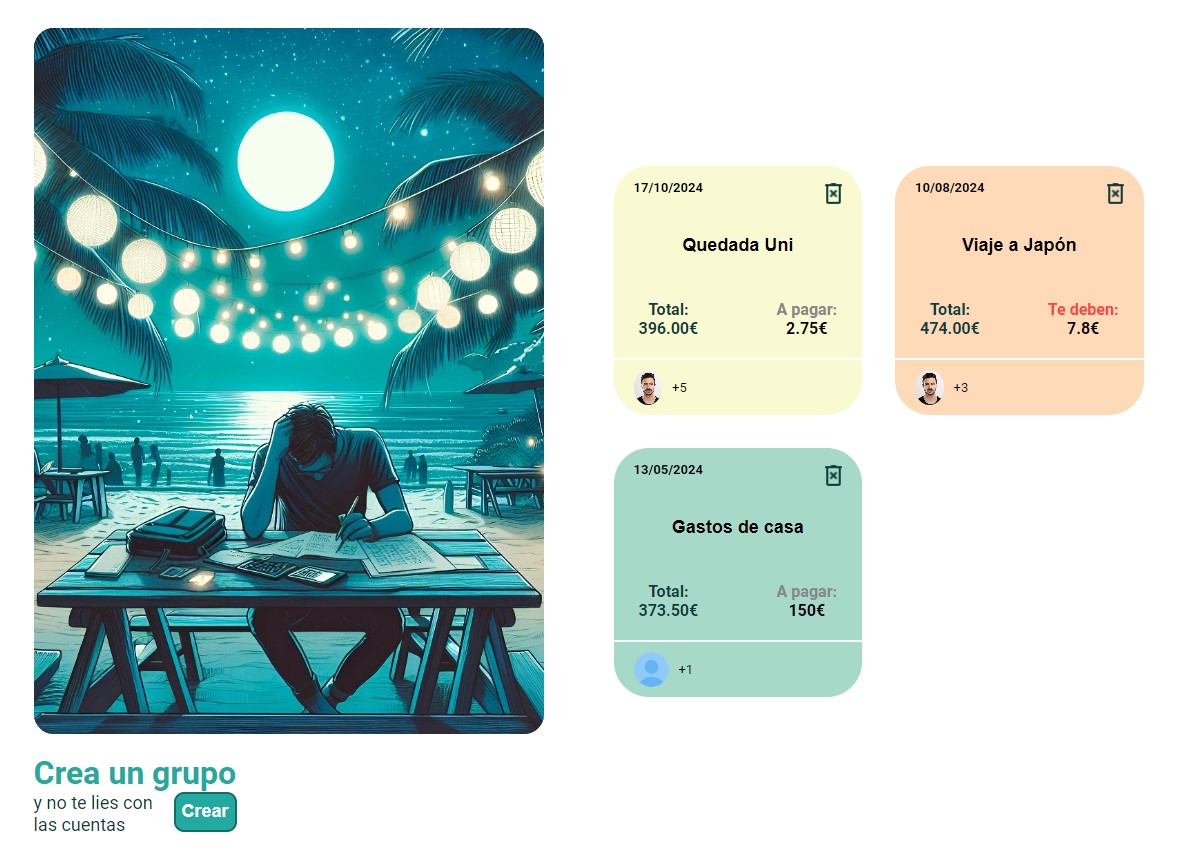 17/10/2024
Quedada Uni
Total:
396.00€
A pagar:
2.75€
+5
10/08/2024
Viaje a Japón
Total:
474.00€
Te deben:
7.8€
+3
13/05/2024
Gastos de casa
Total:
373.50€
A pagar:
150€
+1
Crea un grupo
y no te lies con
las cuentas
Crear